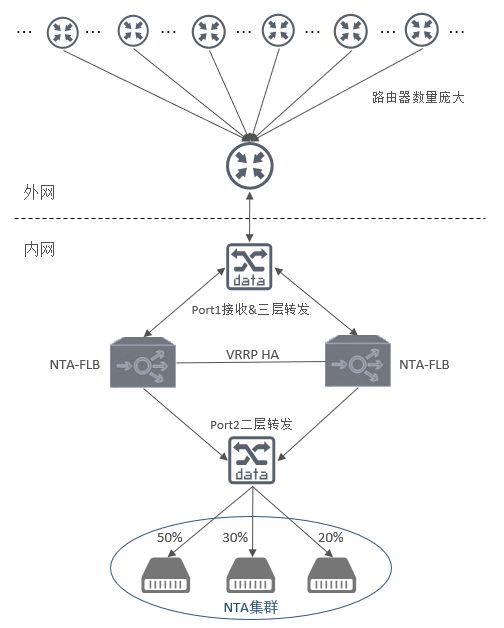 ... ... ... ... ... ... ...
路由器数量庞大
外网
内网
data
Port1接收&三层转发
NTA-FLB VRRP HA NTA-FLB
Port2二层转发
data
50% 30% 20%
NTA集群